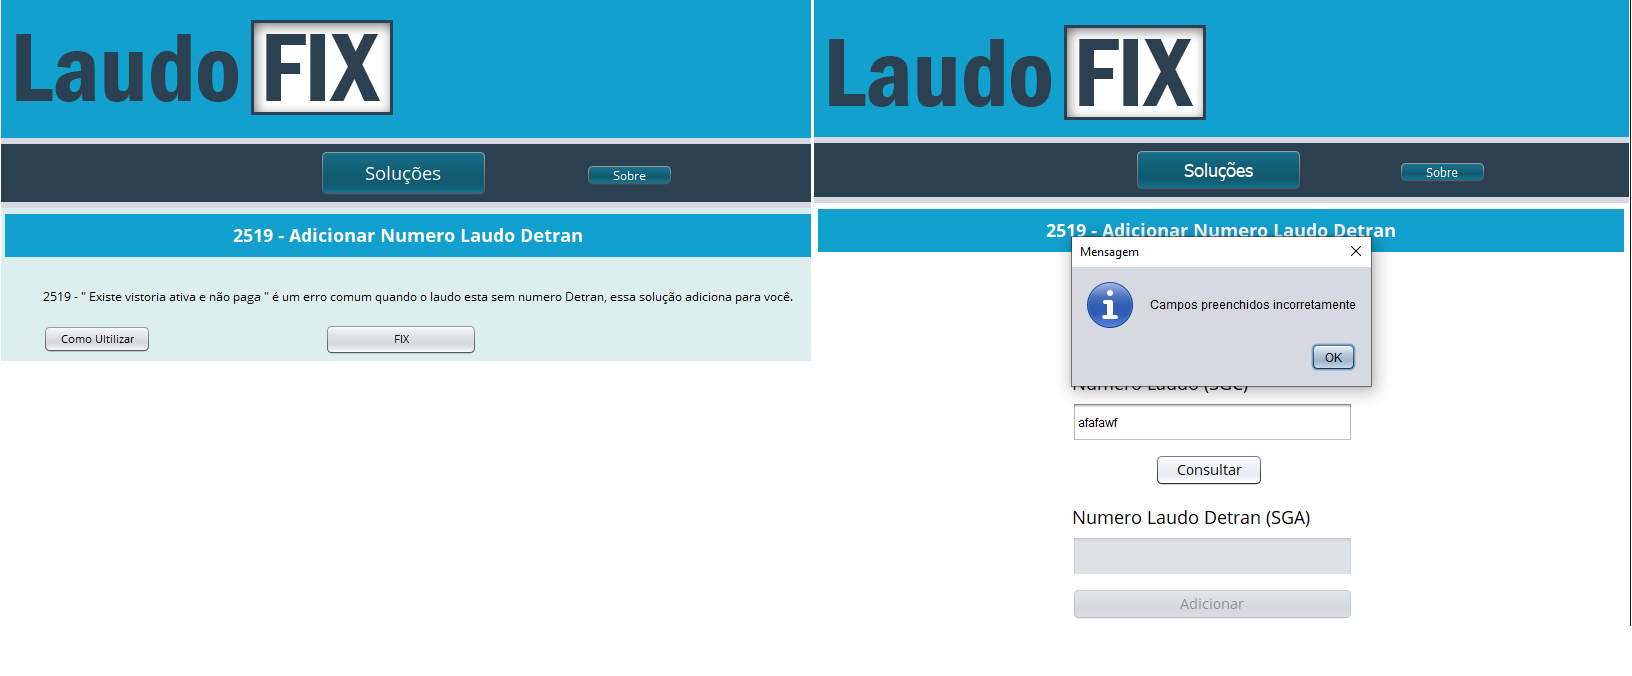 Laudo FIX
Soluções
Sobre
2519 - Adicionar Numero Laudo Detran
2519 - " Existe vistoria ativa e não paga " é um erro comum quando o laudo esta sem numero Detran, essa solução adiciona para você.
Como Ultilizar
FIX
Laudo FIX
Soluções
Sobre
2519 - Adicionar Numero Laudo Detran
Mensagem
Campos preenchidos incorretamente
OK
Numero Laudo (SGC)
afafawf
Consultar
Numero Laudo Detran (SGA)
Adicionar